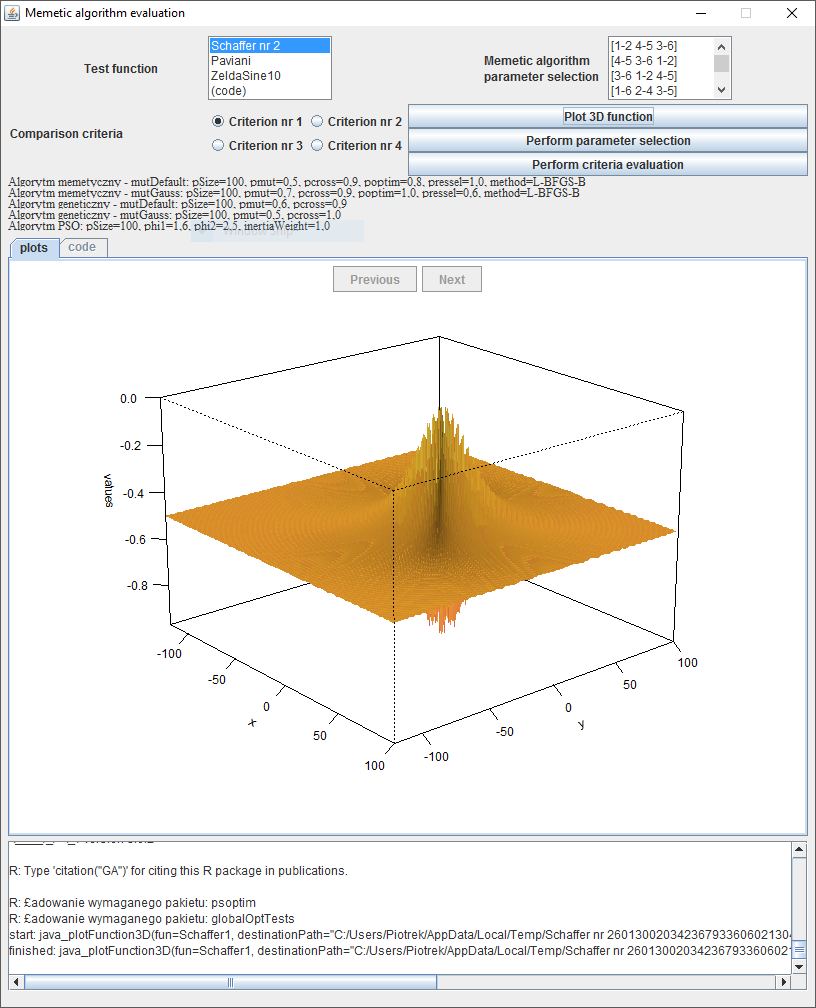 Memetic algorithm evaluation
Test function
Schaffer nr 2
Paviani
ZeldaSine10
(code)
Memetic algorithm
parameter selection
[1-2 4-5 3-6]
[4-5 3-6 1-2]
[3-6 1-2 4-5]
[1-6 2-4 3-5]
Comparison criteria
Criterion nr 1
Criterion nr 2
Criterion nr 3
Criterion nr 4
Plot 3D function
Perform parameter selection
Perform criteria evaluation
Algorytm memetyczny - mutDefault: pSize=100, pmut=0,5, pcross=0,9, poptim=0,8, pressel=1,0, method=L-BFGS-B
Algorytm memetyczny - mutGauss: pSize=100, pmut=0,7, pcross=0,9, poptim=1,0, pressel=0,6, method=L-BFGS-B
Algorytm genetyczny - mutDefault: pSize=100, pmut=0,6, pcross=0,9
Algorytm genetyczny - mutGauss: pSize=100, pmut=0,5, pcross=1,0
Algorytm PSO: pSize=100, phi1=1,6, phi2=2,5, inertiaWeight=1,0
plots
code
Previous
Next
0.0
-0.2
-0.4
-0.6
-0.8
values
-100
-50
0
50
100
x
-100
-50
0
50
100
y
R: Type 'citation("GA")' for citing this R package in publications.
R: £adowanie wymaganego pakietu: psoptim
R: £adowanie wymaganego pakietu: globalOptTests
start: java_plotFunction3D(fun=Schaffer1, destinationPath="C:/Users/Piotrek/AppData/Local/Temp/Schaffer nr 260130020342367933606021304
finished: java_plotFunction3D(fun=Schaffer1, destinationPath="C:/Users/Piotrek/AppData/Local/Temp/Schaffer nr 26013002034236793360602